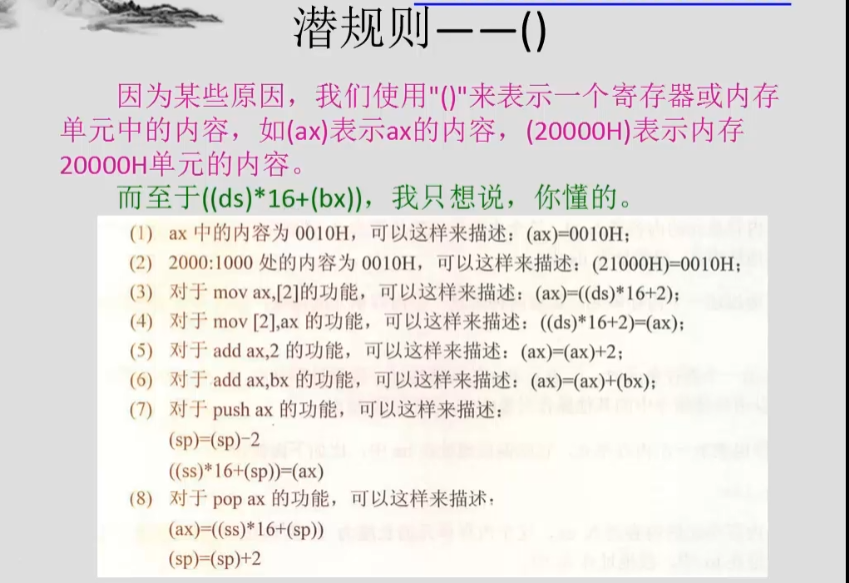 潜规则——()
因为某些原因，我们使用"()"来表示一个寄存器或内存
单元中的内容，如(ax)表示ax的内容，(20000H)表示内存
20000H单元的内容。
而至于((ds)*16+(bx))，我只想说，你懂的。
(1) ax 中的内容为 0010H，可以这样来描述：(ax)=0010H；
(2) 2000:1000 处的内容为 0010H，可以这样来描述：(21000H)=0010H；
(3) 对于 mov ax,[2]的功能，可以这样来描述：(ax)=((ds)*16+2)；
(4) 对于 mov [2],ax 的功能，可以这样来描述：((ds)*16+2)=(ax)；
(5) 对于 add ax,2 的功能，可以这样来描述：(ax)=(ax)+2；
(6) 对于 add ax,bx 的功能，可以这样来描述：(ax)=(ax)+(bx)；
(7) 对于 push ax 的功能，可以这样来描述：
(sp)=(sp)-2
((ss)*16+(sp))=(ax)
(8) 对于 pop ax 的功能，可以这样来描述：
(ax)=((ss)*16+(sp))
(sp)=(sp)+2